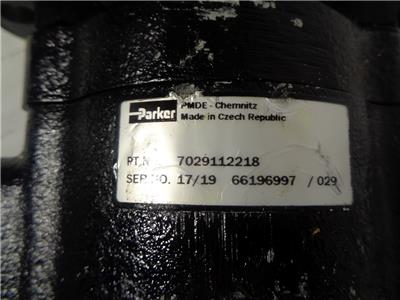 Parker
PMDE - Chemnitz
Made in Czech Republic
PT.N 7029112218
SER NO. 17/19 66196997 / 029